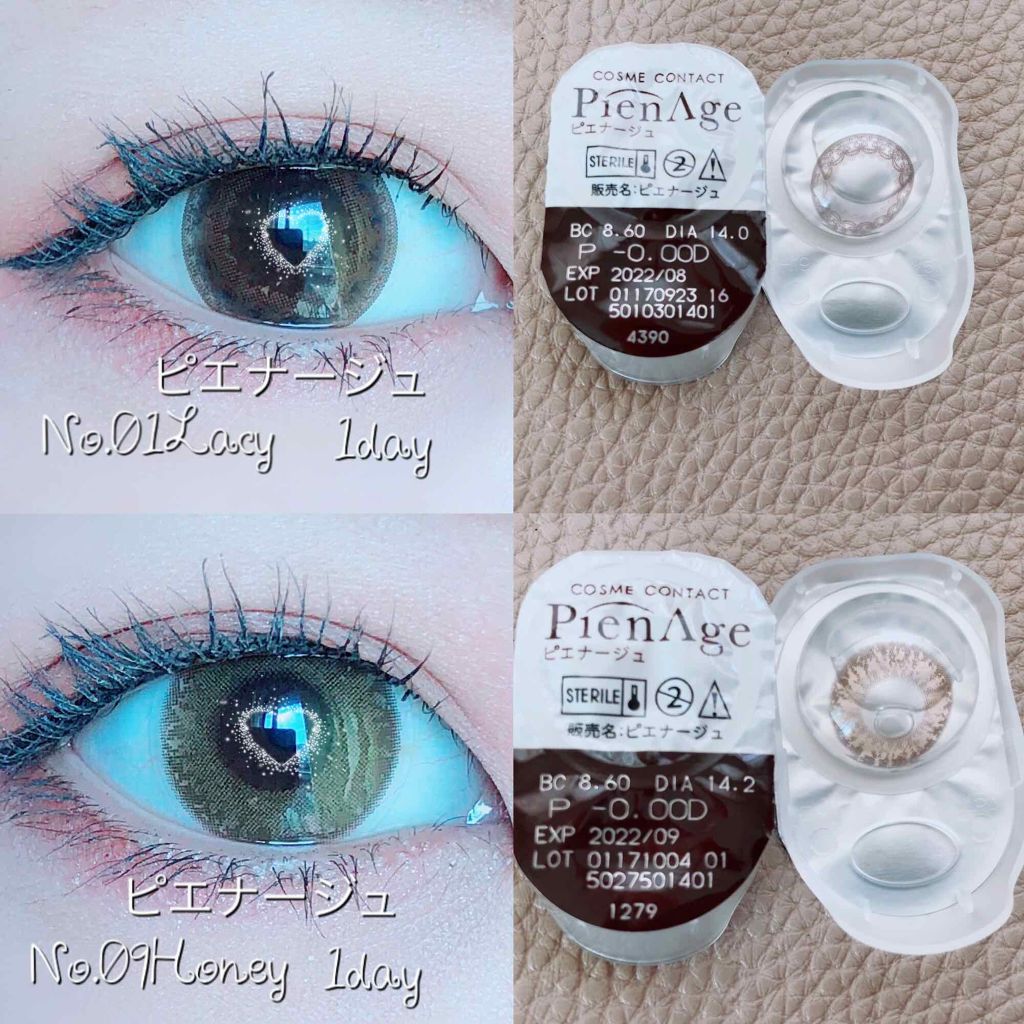 ピエナージュ
No.01Lacy 1day
COSME CONTACT
PienAge
ピエナージュ
STERILE 2
販売名:ピエナージュ
BC 8.60 DIA 14.0
P -0.00D
EXP 2022/08
LOT 01170923 16
5010301401
4390
ピエナージュ
No.09Honey 1day
COSME CONTACT
PienAge
ピエナージュ
STERILE 2
販売名:ピエナージュ
BC 8.60 DIA 14.2
P -0.00D
EXP 2022/09
LOT 01171004 01
5027501401
1279